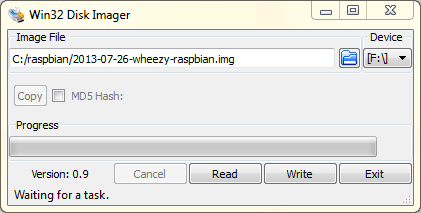 Win32 Disk Imager
Image File Device
C:/raspbian/2013-07-26-wheezy-raspbian.img [F:\]
Copy MD5 Hash:
Progress
Version: 0.9 Cancel Read Write Exit
Waiting for a task.